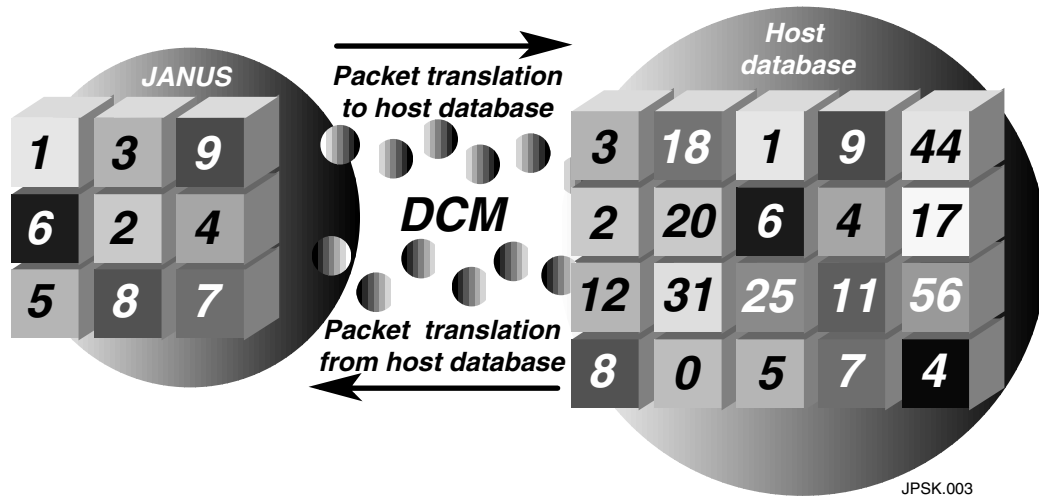 JANUS
1 3 9
6 2 4
5 8 7
Packet translation
to host database
DCM
Packet translation
from host database
Host
database
3 18 1 9 44
2 20 6 4 17
12 31 25 11 56
8 0 5 7 4
JPSK.003